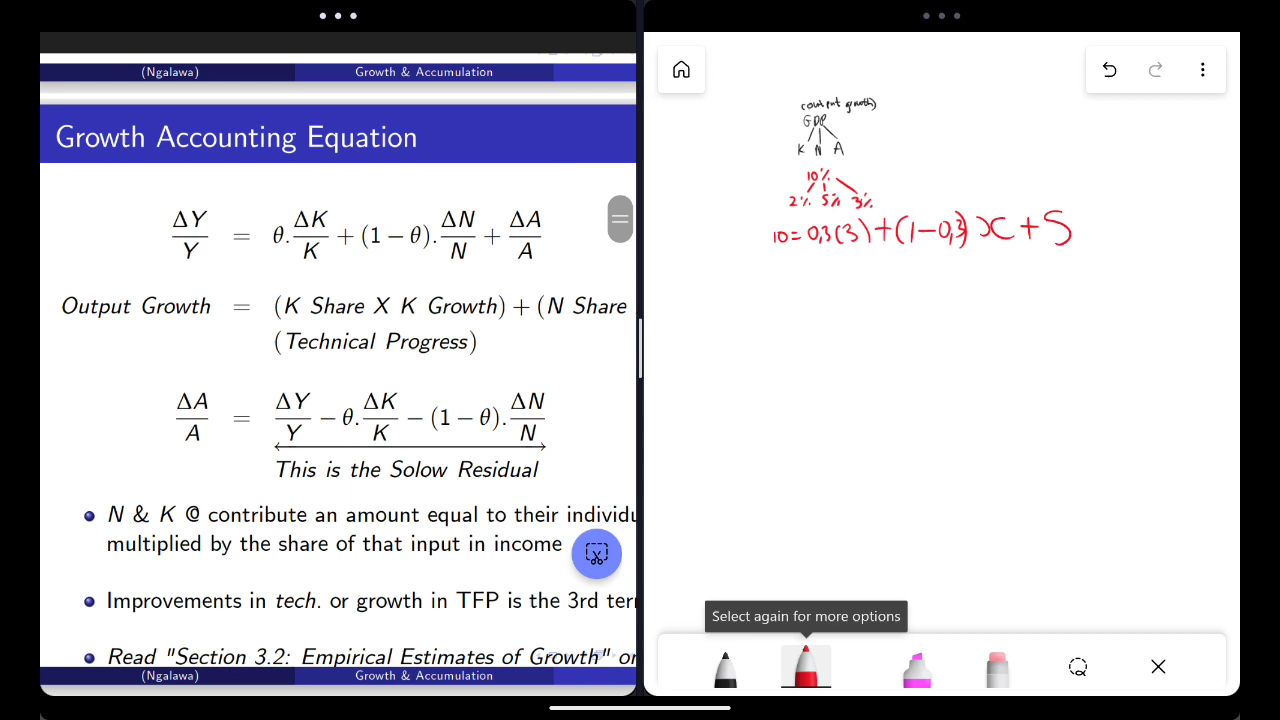 (Ngalawa) Growth & Accumulation
Growth Accounting Equation
ΔY/Y = θ.ΔK/K + (1 − θ).ΔN/N + ΔA/A
Output Growth = (K Share X K Growth) + (N Share
(Technical Progress)
ΔA/A = ΔY/Y − θ.ΔK/K − (1 − θ).ΔN/N
This is the Solow Residual
N & K @ contribute an amount equal to their individu
multiplied by the share of that input in income
Improvements in tech. or growth in TFP is the 3rd ter
Read "Section 3.2: Empirical Estimates of Growth" or
(Ngalawa) Growth & Accumulation
(output growth)
GDP
K N A
10%
2% 5% 3%
10 = 0,3(3) + (1 − 0,3) x + 5
Select again for more options